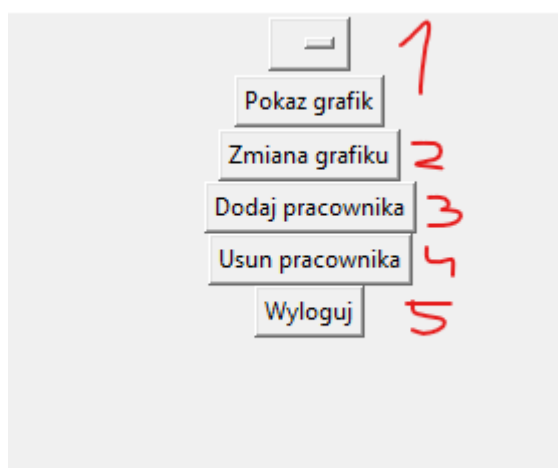 1
Pokaz grafik
Zmiana grafiku 2
Dodaj pracownika 3
Usun pracownika 4
Wyloguj 5